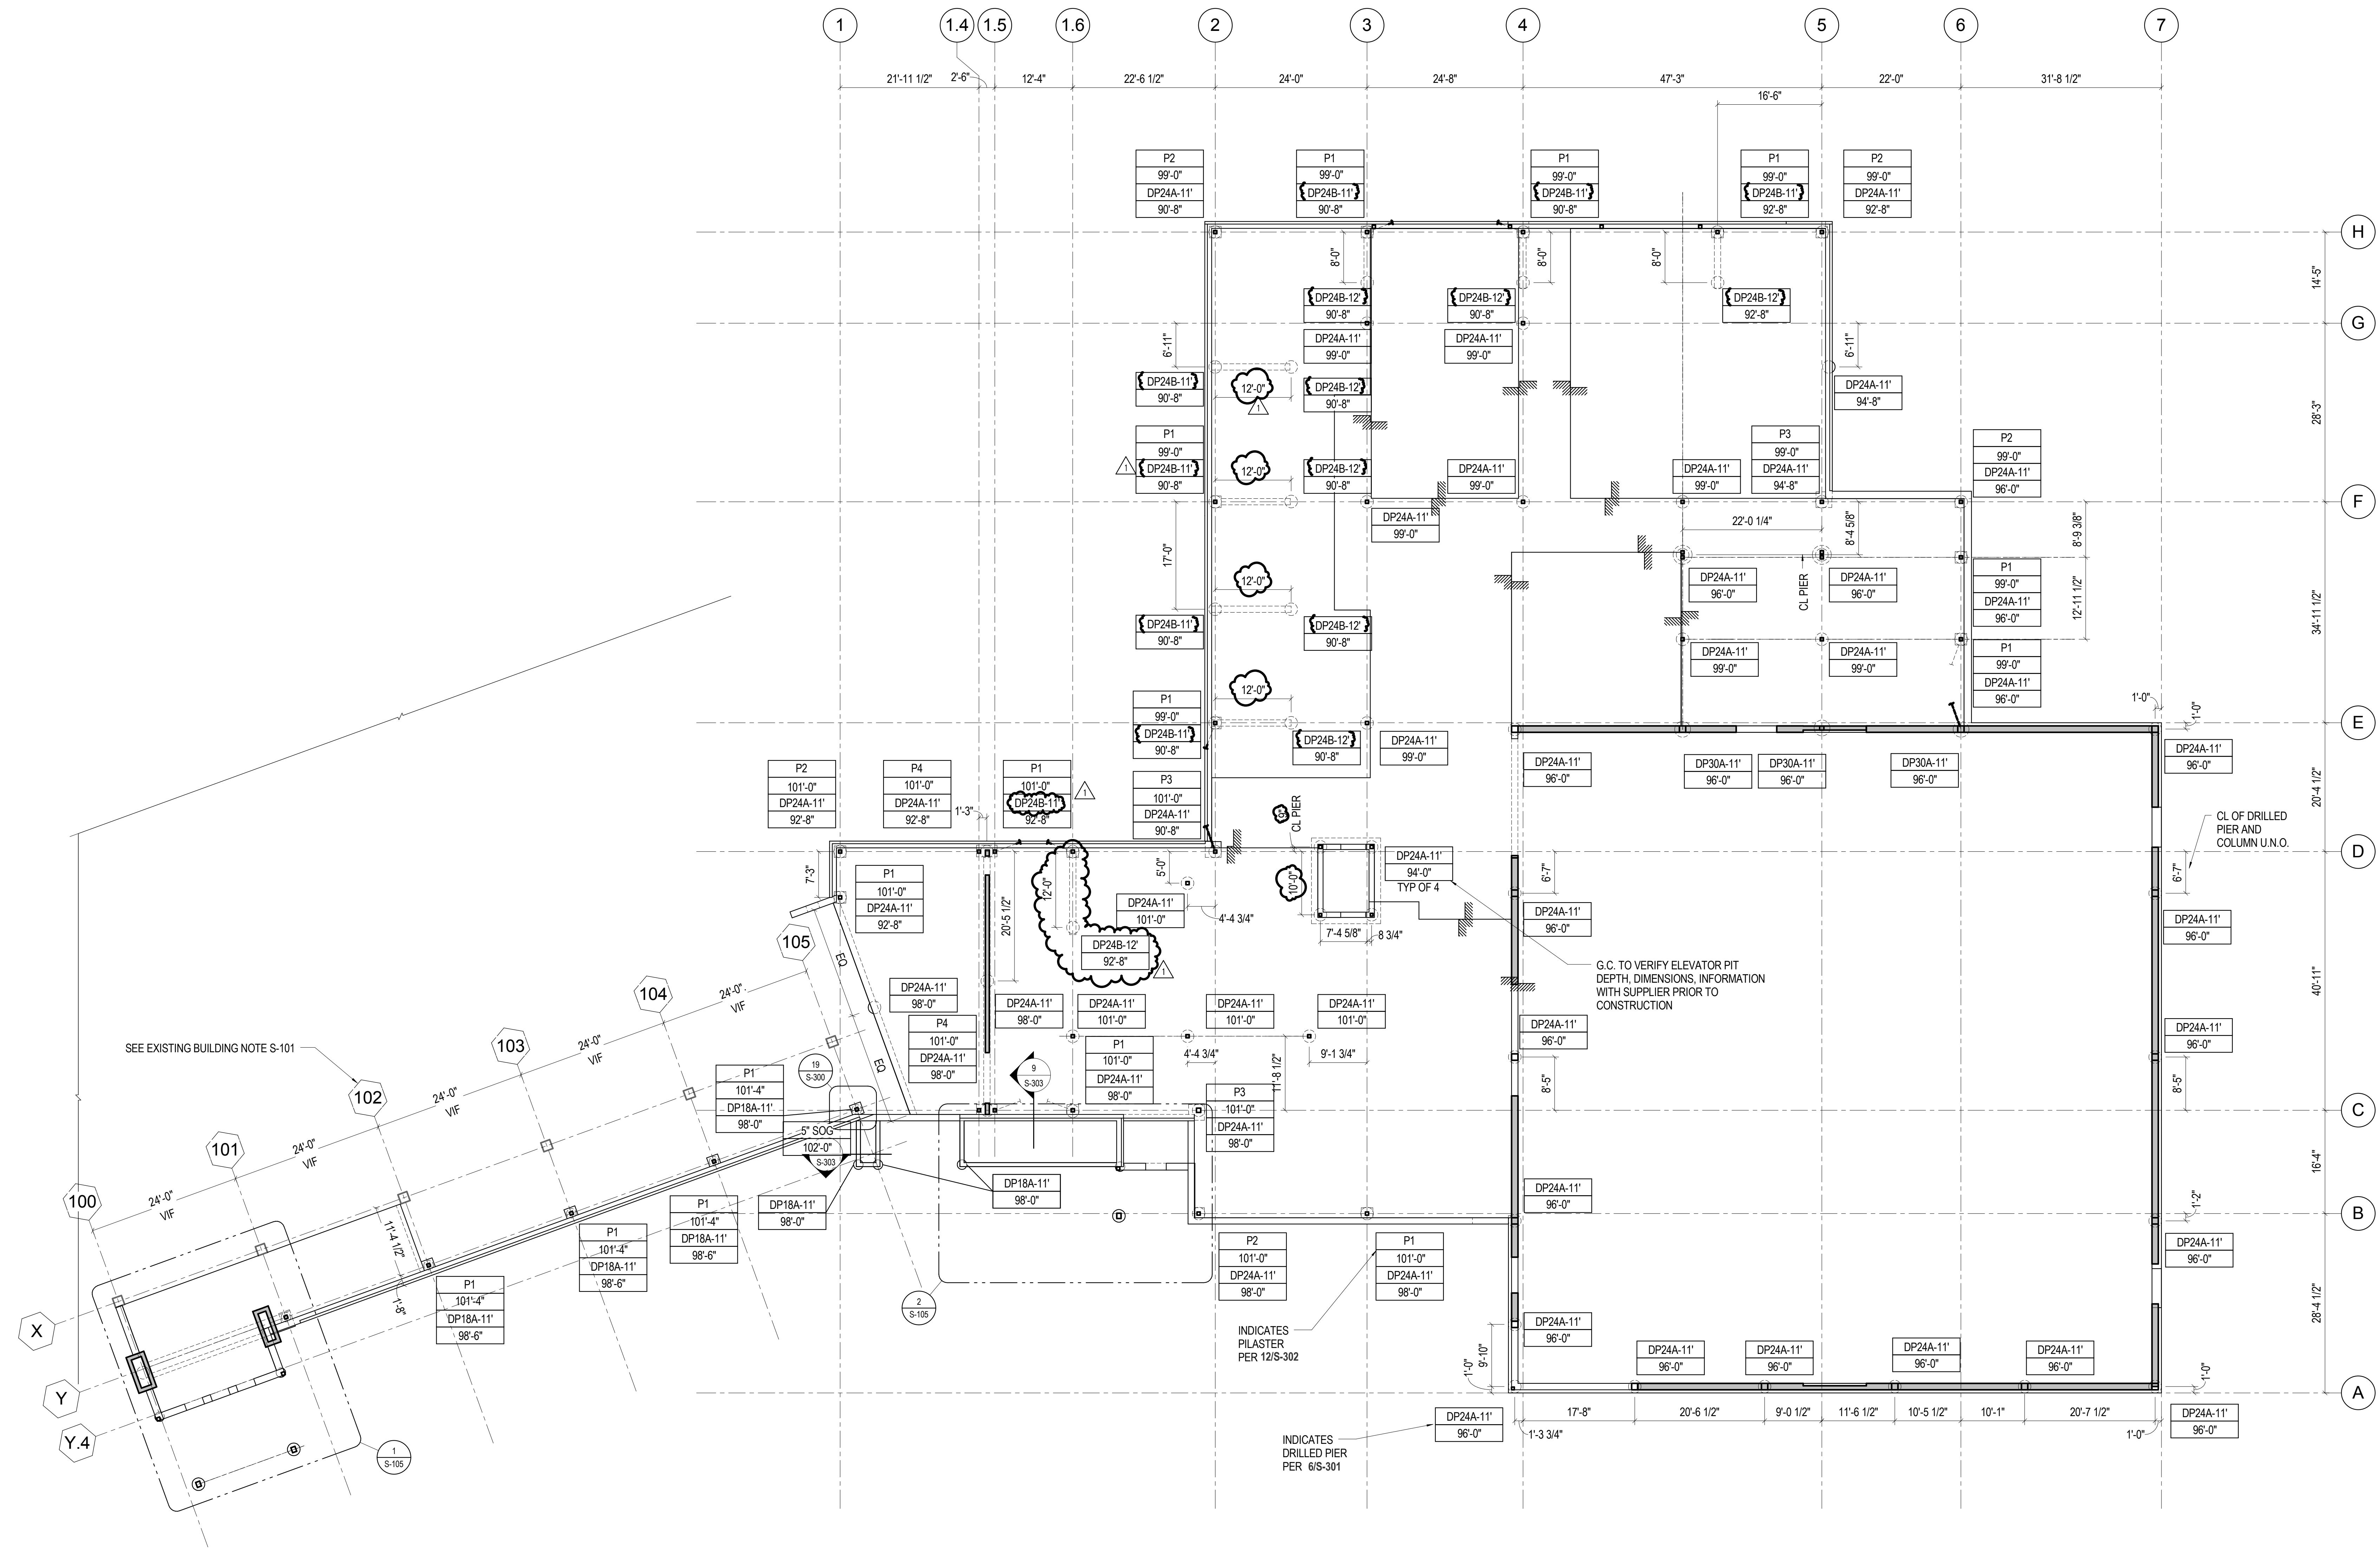 1
1.4
1.5
1.6
2
3
4
5
6
7
21'-11 1/2"
2'-6"
12'-4"
22'-6 1/2"
24'-0"
24'-8"
47'-3"
22'-0"
31'-8 1/2"
16'-6"
P2
99'-0"
DP24A-11'
90'-8"
P1
99'-0"
DP24B-11'
90'-8"
P1
99'-0"
DP24B-11'
90'-8"
P1
99'-0"
DP24B-11'
92'-8"
P2
99'-0"
DP24A-11'
92'-8"
H
8'-0"
8'-0"
8'-0"
14'-5"
DP24B-12'
90'-8"
DP24B-12'
90'-8"
DP24B-12'
92'-8"
G
6'-11"
DP24A-11'
99'-0"
DP24A-11'
99'-0"
6'-11"
DP24B-11'
90'-8"
12'-0"
1
DP24B-12'
90'-8"
DP24A-11'
94'-8"
28'-3"
P1
99'-0"
DP24B-11'
90'-8"
1
12'-0"
DP24B-12'
90'-8"
DP24A-11'
99'-0"
DP24A-11'
99'-0"
P3
99'-0"
DP24A-11'
94'-8"
P2
99'-0"
DP24A-11'
96'-0"
F
DP24A-11'
99'-0"
22'-0 1/4"
8'-4 5/8"
8'-9 3/8"
17'-0"
12'-0"
DP24A-11'
96'-0"
CL PIER
DP24A-11'
96'-0"
P1
99'-0"
DP24A-11'
96'-0"
12'-11 1/2"
34'-11 1/2"
DP24B-11'
90'-8"
DP24B-12'
90'-8"
DP24A-11'
99'-0"
DP24A-11'
99'-0"
P1
99'-0"
DP24A-11'
96'-0"
12'-0"
1'-0"
1'-0"
E
P1
99'-0"
DP24B-11'
90'-8"
DP24B-12'
90'-8"
DP24A-11'
99'-0"
DP24A-11'
96'-0"
DP30A-11'
96'-0"
DP30A-11'
96'-0"
DP30A-11'
96'-0"
DP24A-11'
96'-0"
P2
101'-0"
DP24A-11'
92'-8"
P4
101'-0"
DP24A-11'
92'-8"
1'-3"
P1
101'-0"
DP24B-11'
92'-8"
1
P3
101'-0"
DP24A-11'
90'-8"
9"
CL PIER
20'-4 1/2"
CL OF DRILLED
PIER AND
COLUMN U.N.O.
D
7'-3"
P1
101'-0"
DP24A-11'
92'-8"
20'-5 1/2"
12'-0"
5'-0"
DP24A-11'
101'-0"
4'-4 3/4"
10'-0"
DP24A-11'
94'-0"
TYP OF 4
7'-4 5/8"
8 3/4"
6'-7"
DP24A-11'
96'-0"
6'-7"
DP24A-11'
96'-0"
DP24B-12'
92'-8"
1
105
EQ
G.C. TO VERIFY ELEVATOR PIT
DEPTH, DIMENSIONS, INFORMATION
WITH SUPPLIER PRIOR TO
CONSTRUCTION
40'-11"
104
24'-0"
VIF
DP24A-11'
98'-0"
DP24A-11'
98'-0"
DP24A-11'
101'-0"
DP24A-11'
101'-0"
DP24A-11'
101'-0"
DP24A-11'
96'-0"
DP24A-11'
96'-0"
103
24'-0"
VIF
SEE EXISTING BUILDING NOTE S-101
P4
101'-0"
DP24A-11'
98'-0"
P1
101'-0"
DP24A-11'
98'-0"
4'-4 3/4"
9'-1 3/4"
11'-8 1/2"
EQ
19
S-300
9
S-303
8'-5"
8'-5"
102
24'-0"
VIF
P1
101'-4"
DP18A-11'
98'-0"
P3
101'-0"
DP24A-11'
98'-0"
C
5" SOG
102'-0"
S-303
101
24'-0"
VIF
16'-4"
100
24'-0"
VIF
11'-4 1/2"
P1
101'-4"
DP18A-11'
98'-6"
DP18A-11'
98'-0"
DP18A-11'
98'-0"
DP24A-11'
96'-0"
1'-2"
B
P1
101'-4"
DP18A-11'
98'-6"
P2
101'-0"
DP24A-11'
98'-0"
P1
101'-0"
DP24A-11'
98'-0"
DP24A-11'
96'-0"
P1
101'-4"
DP18A-11'
98'-6"
1'-8"
2
S-105
INDICATES
PILASTER
PER 12/S-302
DP24A-11'
96'-0"
28'-4 1/2"
X
DP24A-11'
96'-0"
DP24A-11'
96'-0"
DP24A-11'
96'-0"
DP24A-11'
96'-0"
1'-0"
9'-10"
1'-0"
A
Y
Y.4
1
S-105
INDICATES
DRILLED PIER
PER 6/S-301
DP24A-11'
96'-0"
1'-3 3/4"
17'-8"
20'-6 1/2"
9'-0 1/2"
11'-6 1/2"
10'-5 1/2"
10'-1"
20'-7 1/2"
1'-0"
DP24A-11'
96'-0"